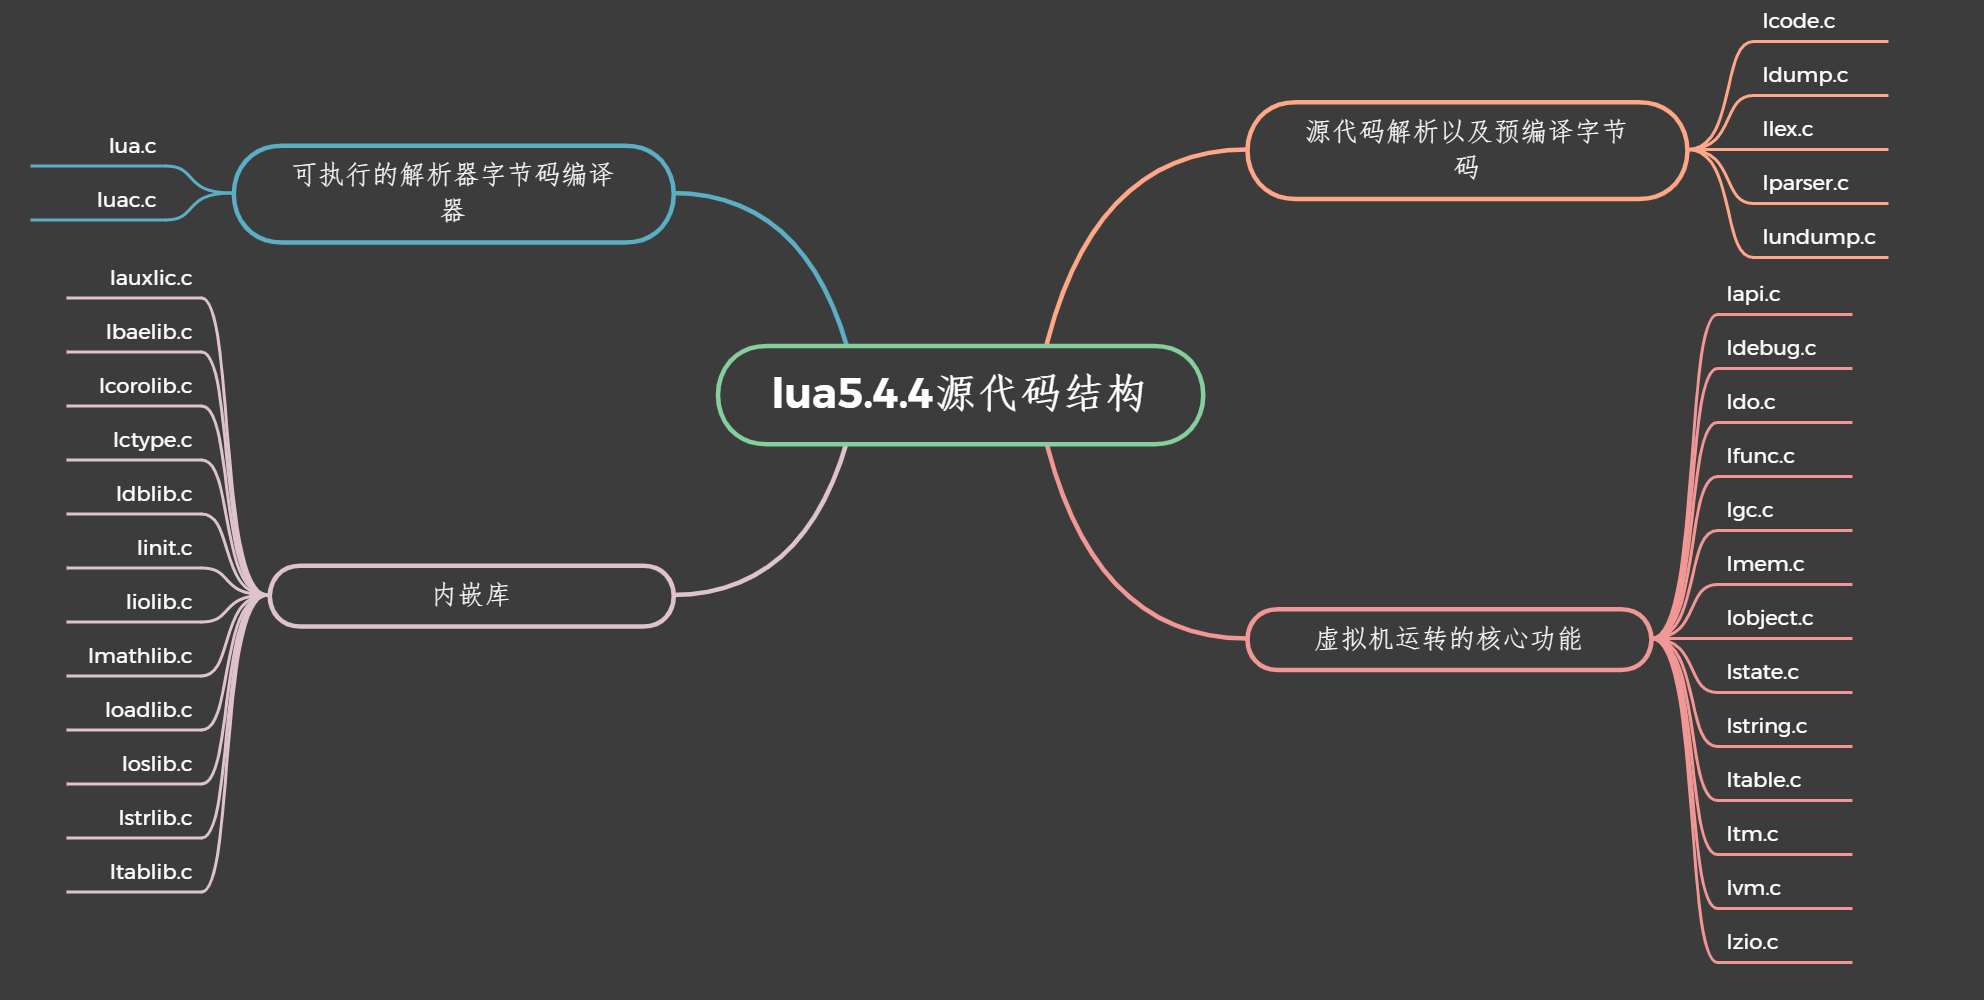 lua5.4.4源代码结构
源代码解析以及预编译字节
码
lcode.c
ldump.c
llex.c
lparser.c
lundump.c
虚拟机运转的核心功能
lapi.c
ldebug.c
ldo.c
lfunc.c
lgc.c
lmem.c
lobject.c
lstate.c
lstring.c
ltable.c
ltm.c
lvm.c
lzio.c
可执行的解析器字节码编译
器
lua.c
luac.c
内嵌库
lauxlic.c
lbaelib.c
lcorolib.c
lctype.c
ldblib.c
linit.c
liolib.c
lmathlib.c
loadlib.c
loslib.c
lstrlib.c
ltablib.c